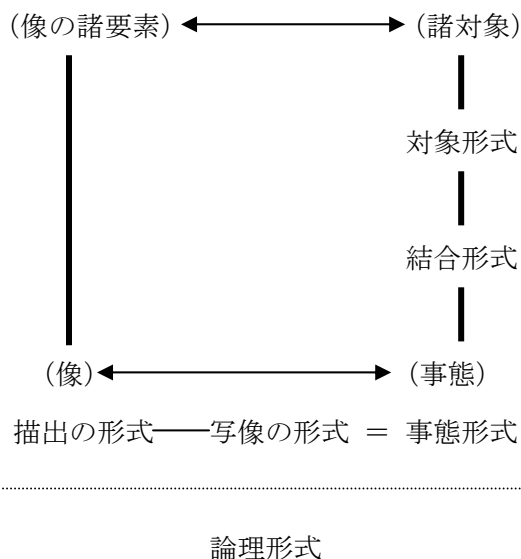 (像の諸要素) (諸対象)
対象形式
結合形式
(像) (事態)
描出の形式――写像の形式 = 事態形式
論理形式